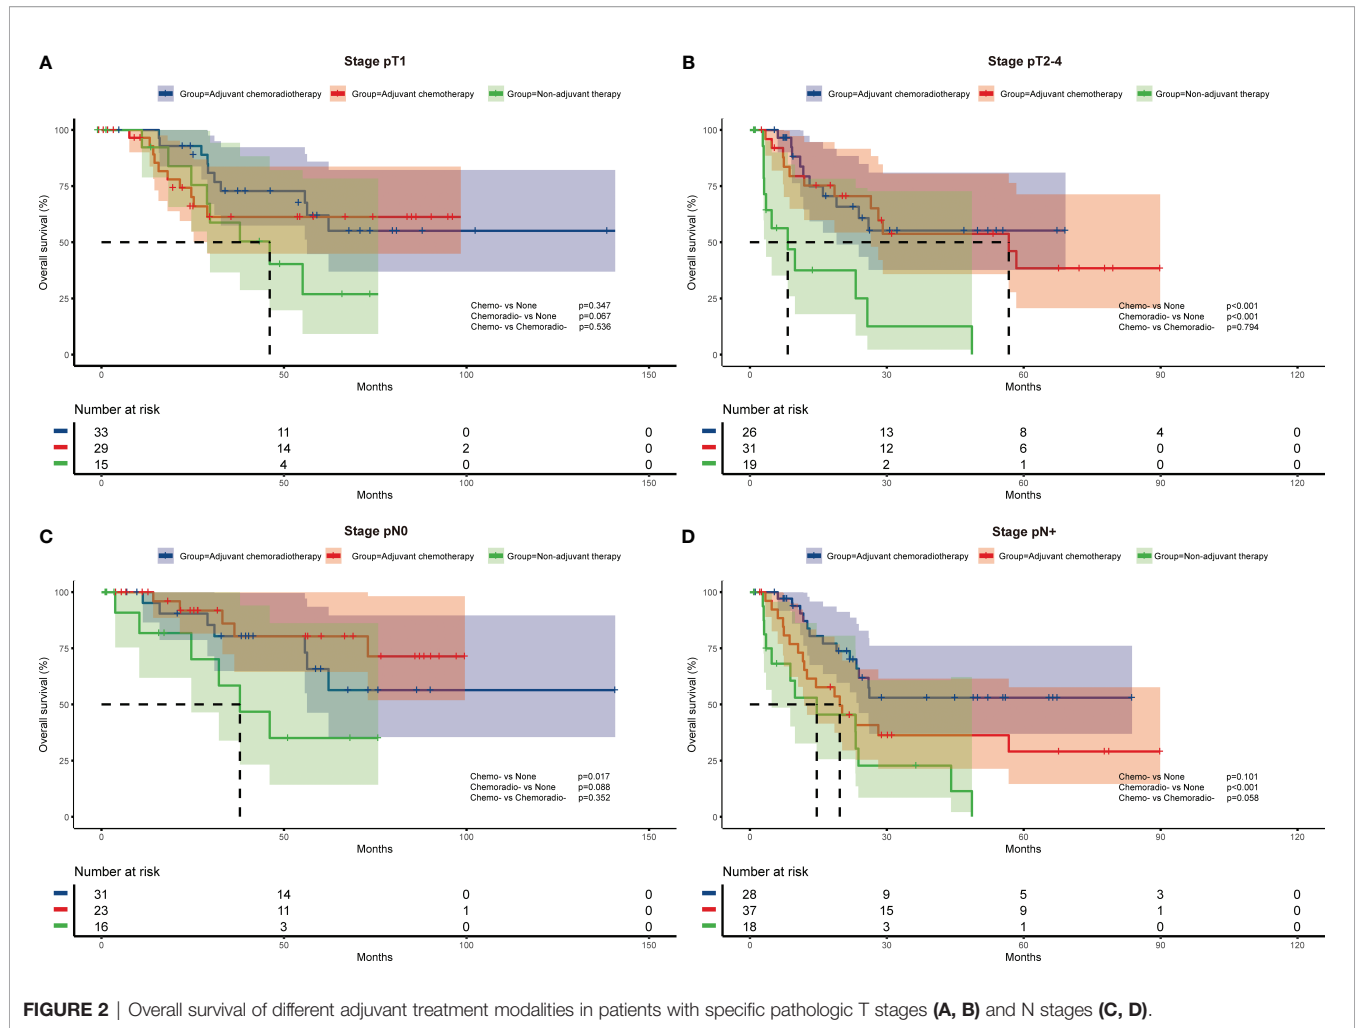 A
Stage pT1
Group=Adjuvant chemoradiotherapy Group=Adjuvant chemotherapy Group=Non-adjuvant therapy
Overall survival (%)
100
75
50
25
0
Chemo- vs None p=0.347
Chemoradio- vs None p=0.067
Chemo- vs Chemoradio- p=0.536
0 50 100 150
Months
Number at risk
33 11 0 0
29 14 2 0
15 4 0 0
0 50 100 150
Months
B
Stage pT2-4
Group=Adjuvant chemoradiotherapy Group=Adjuvant chemotherapy Group=Non-adjuvant therapy
Overall survival (%)
100
75
50
25
0
Chemo- vs None p<0.001
Chemoradio- vs None p<0.001
Chemo- vs Chemoradio- p=0.794
0 30 60 90 120
Months
Number at risk
26 13 8 4 0
31 12 6 0 0
19 2 1 0 0
0 30 60 90 120
Months
C
Stage pN0
Group=Adjuvant chemoradiotherapy Group=Adjuvant chemotherapy Group=Non-adjuvant therapy
Overall survival (%)
100
75
50
25
0
Chemo- vs None p=0.017
Chemoradio- vs None p=0.088
Chemo- vs Chemoradio- p=0.352
0 50 100 150
Months
Number at risk
31 14 0 0
23 11 1 0
16 3 0 0
0 50 100 150
Months
D
Stage pN+
Group=Adjuvant chemoradiotherapy Group=Adjuvant chemotherapy Group=Non-adjuvant therapy
Overall survival (%)
100
75
50
25
0
Chemo- vs None p=0.101
Chemoradio- vs None p<0.001
Chemo- vs Chemoradio- p=0.058
0 30 60 90 120
Months
Number at risk
28 9 5 3 0
37 15 9 1 0
18 3 1 0 0
0 30 60 90 120
Months
FIGURE 2 | Overall survival of different adjuvant treatment modalities in patients with specific pathologic T stages (A, B) and N stages (C, D).